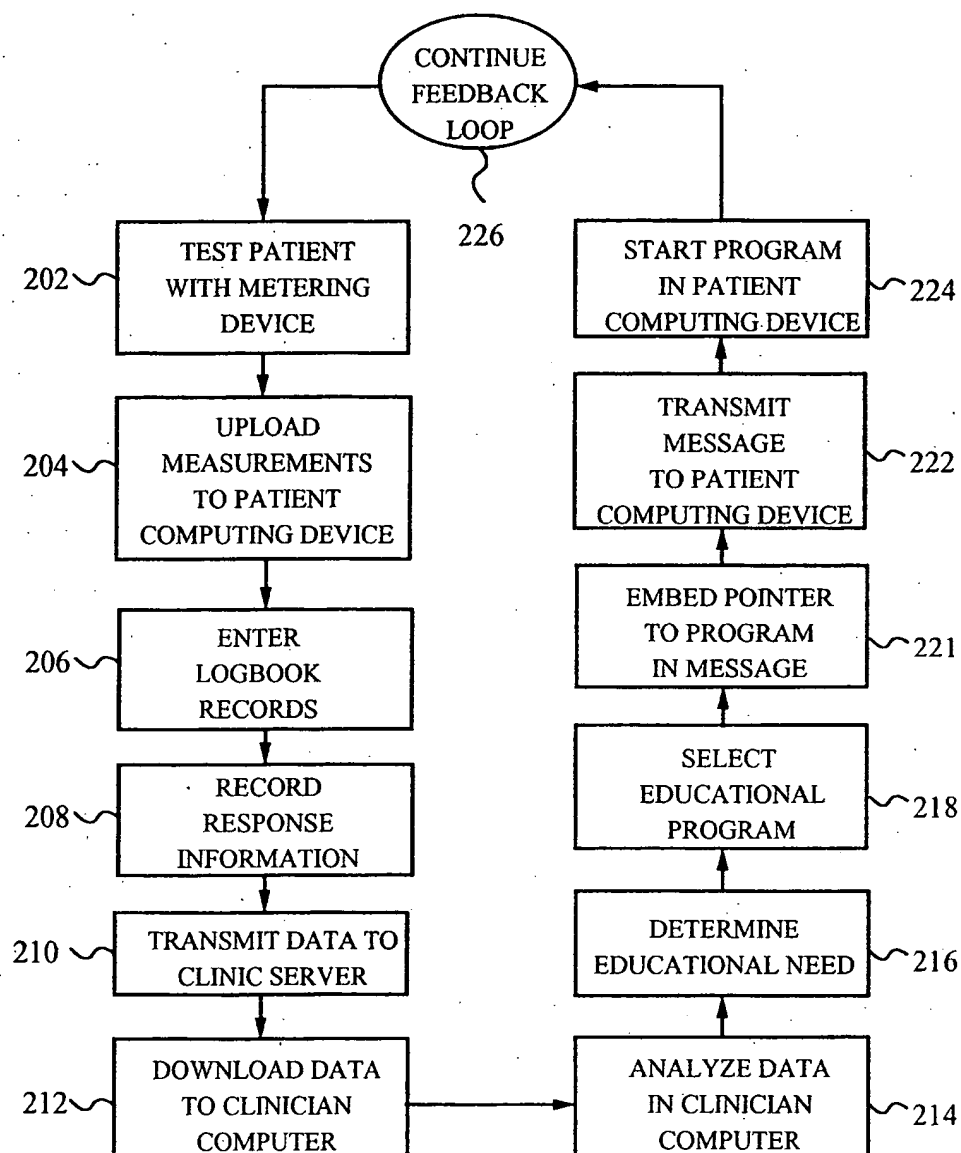 CONTINUE
FEEDBACK
LOOP
226
202
TEST PATIENT
WITH METERING
DEVICE
204
UPLOAD
MEASUREMENTS
TO PATIENT
COMPUTING DEVICE
206
ENTER
LOGBOOK
RECORDS
208
RECORD
RESPONSE
INFORMATION
210
TRANSMIT DATA TO
CLINIC SERVER
212
DOWNLOAD DATA
TO CLINICIAN
COMPUTER
ANALYZE DATA
IN CLINICIAN
COMPUTER
214
DETERMINE
EDUCATIONAL NEED
216
SELECT
EDUCATIONAL
PROGRAM
218
EMBED POINTER
TO PROGRAM
IN MESSAGE
221
TRANSMIT
MESSAGE
TO PATIENT
COMPUTING DEVICE
222
START PROGRAM
IN PATIENT
COMPUTING DEVICE
224